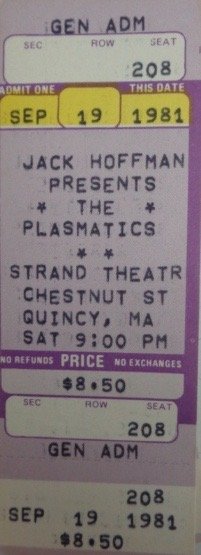 GEN ADM
SEC ROW SEAT
208
ADMIT ONE THIS DATE
SEP 19 1981
JACK HOFFMAN
PRESENTS
* THE *
PLASMATICS
* *
STRAND THEATR
CHESTNUT ST
QUINCY, MA
SAT 9:00 PM
NO REFUNDS PRICE NO EXCHANGES
$8.50
SEC ROW SEAT
208
GEN ADM
208
SEP 19 1981
$8.50